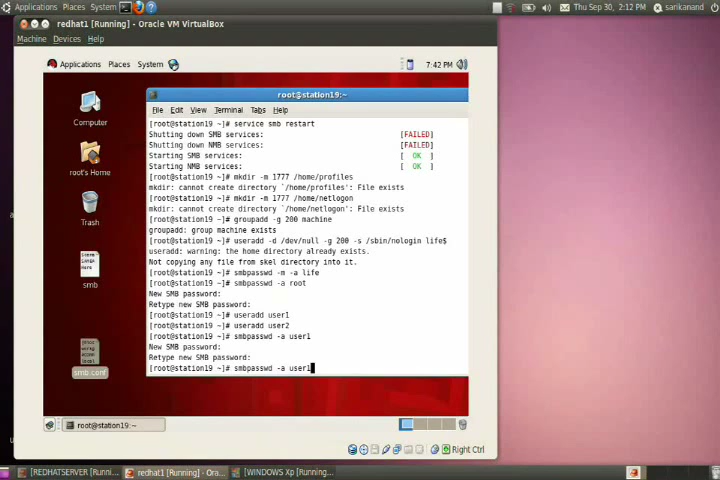 Applications Places System
Thu Sep 30, 2:12 PM sarikanand
redhat1 [Running] - Oracle VM VirtualBox
Machine Devices Help
Applications Places System
7:42 PM
root@station19:~
File Edit View Terminal Tabs Help
[root@station19 ~]# service smb restart
Shutting down SMB services: [FAILED]
Shutting down NMB services: [FAILED]
Starting SMB services: [ OK ]
Starting NMB services: [ OK ]
[root@station19 ~]# mkdir -m 1777 /home/profiles
mkdir: cannot create directory `/home/profiles': File exists
[root@station19 ~]# mkdir -m 1777 /home/netlogon
mkdir: cannot create directory `/home/netlogon': File exists
[root@station19 ~]# groupadd -g 200 machine
groupadd: group machine exists
[root@station19 ~]# useradd -d /dev/null -g 200 -s /sbin/nologin life$
useradd: warning: the home directory already exists.
Not copying any file from skel directory into it.
[root@station19 ~]# smbpasswd -m -a life
[root@station19 ~]# smbpasswd -a root
New SMB password:
Retype new SMB password:
[root@station19 ~]# useradd user1
[root@station19 ~]# useradd user2
[root@station19 ~]# smbpasswd -a user1
New SMB password:
Retype new SMB password:
[root@station19 ~]# smbpasswd -a user1
Computer
root's Home
Trash
smb
smb.conf
root@station19:~
Right Ctrl
[REDHATSERVER [Runni...
redhat1 [Running] - Ora...
[WINDOWS Xp [Running...